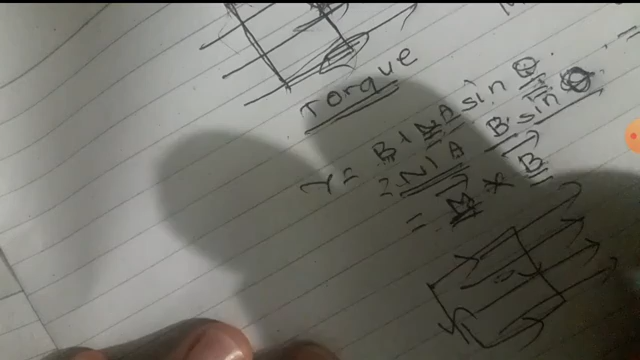 Torque
τ = B I N A sin θ
= N I A B sin θ
= M × B